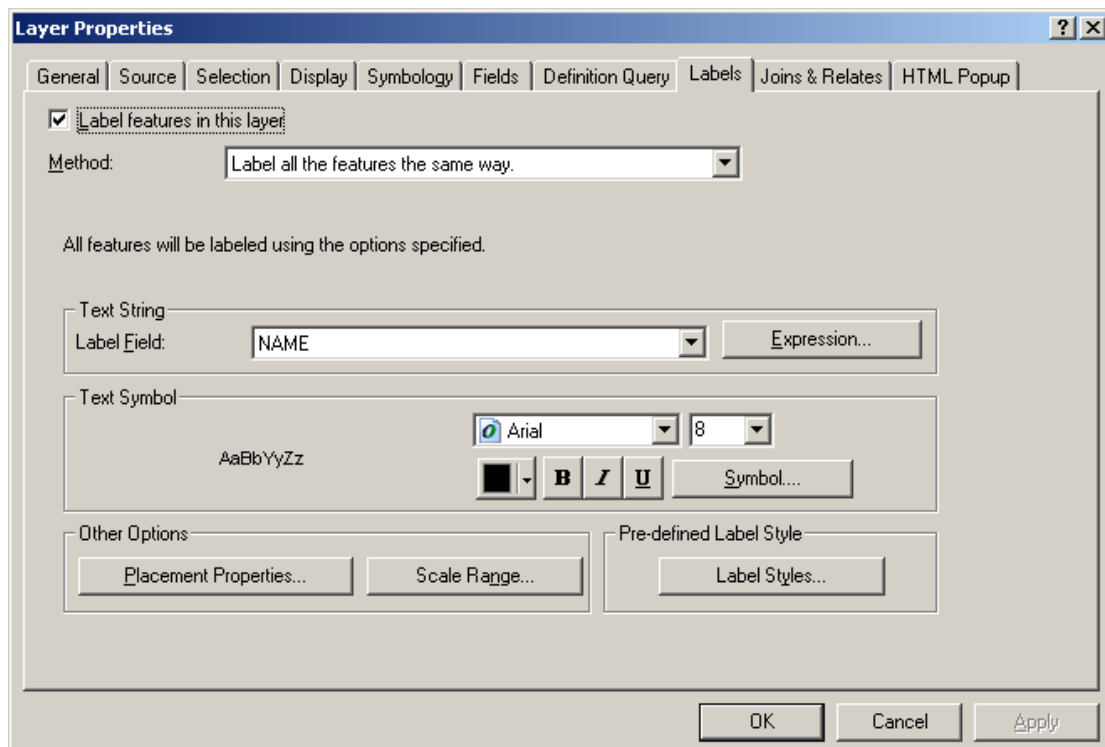 Layer Properties
General Source Selection Display Symbology Fields Definition Query Labels Joins & Relates HTML Popup
Label features in this layer
Method: Label all the features the same way.
All features will be labeled using the options specified.
Text String
Label Field: NAME Expression...
Text Symbol
AaBbYyZz
Arial 8
B I U Symbol....
Other Options
Placement Properties... Scale Range...
Pre-defined Label Style
Label Styles...
OK Cancel Apply